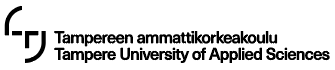 Tampereen ammattikorkeakoulu
Tampere University of Applied Sciences